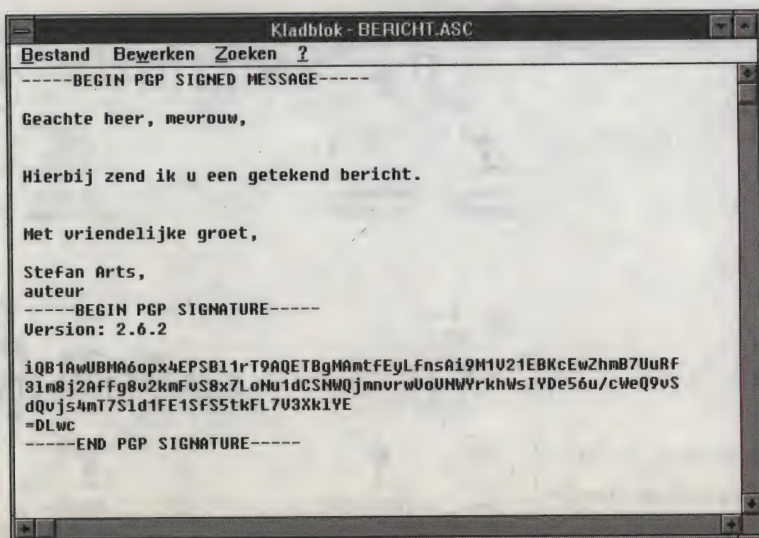 Kladblok - BERICHT.ASC
Bestand Bewerken Zoeken ?
-----BEGIN PGP SIGNED MESSAGE-----
Geachte heer, mevrouw,
Hierbij zend ik u een getekend bericht.
Met vriendelijke groet,
Stefan Arts,
auteur
-----BEGIN PGP SIGNATURE-----
Version: 2.6.2
iQB1AwUBMA6opx4EPSBl1rT9AQETBgMAmtfEyLfnsAi9M1V21EBKcEwZhmB7UuRf
3lm8j2Affg8v2kmFvS8x7LoNu1dCSNWQjmnvrwVoVNWYrkhWsIYDe56u/cWeQ9vS
dQvjs4mT7Sld1FE1SfS5tkFL7V3XklYE
=DLwc
-----END PGP SIGNATURE-----